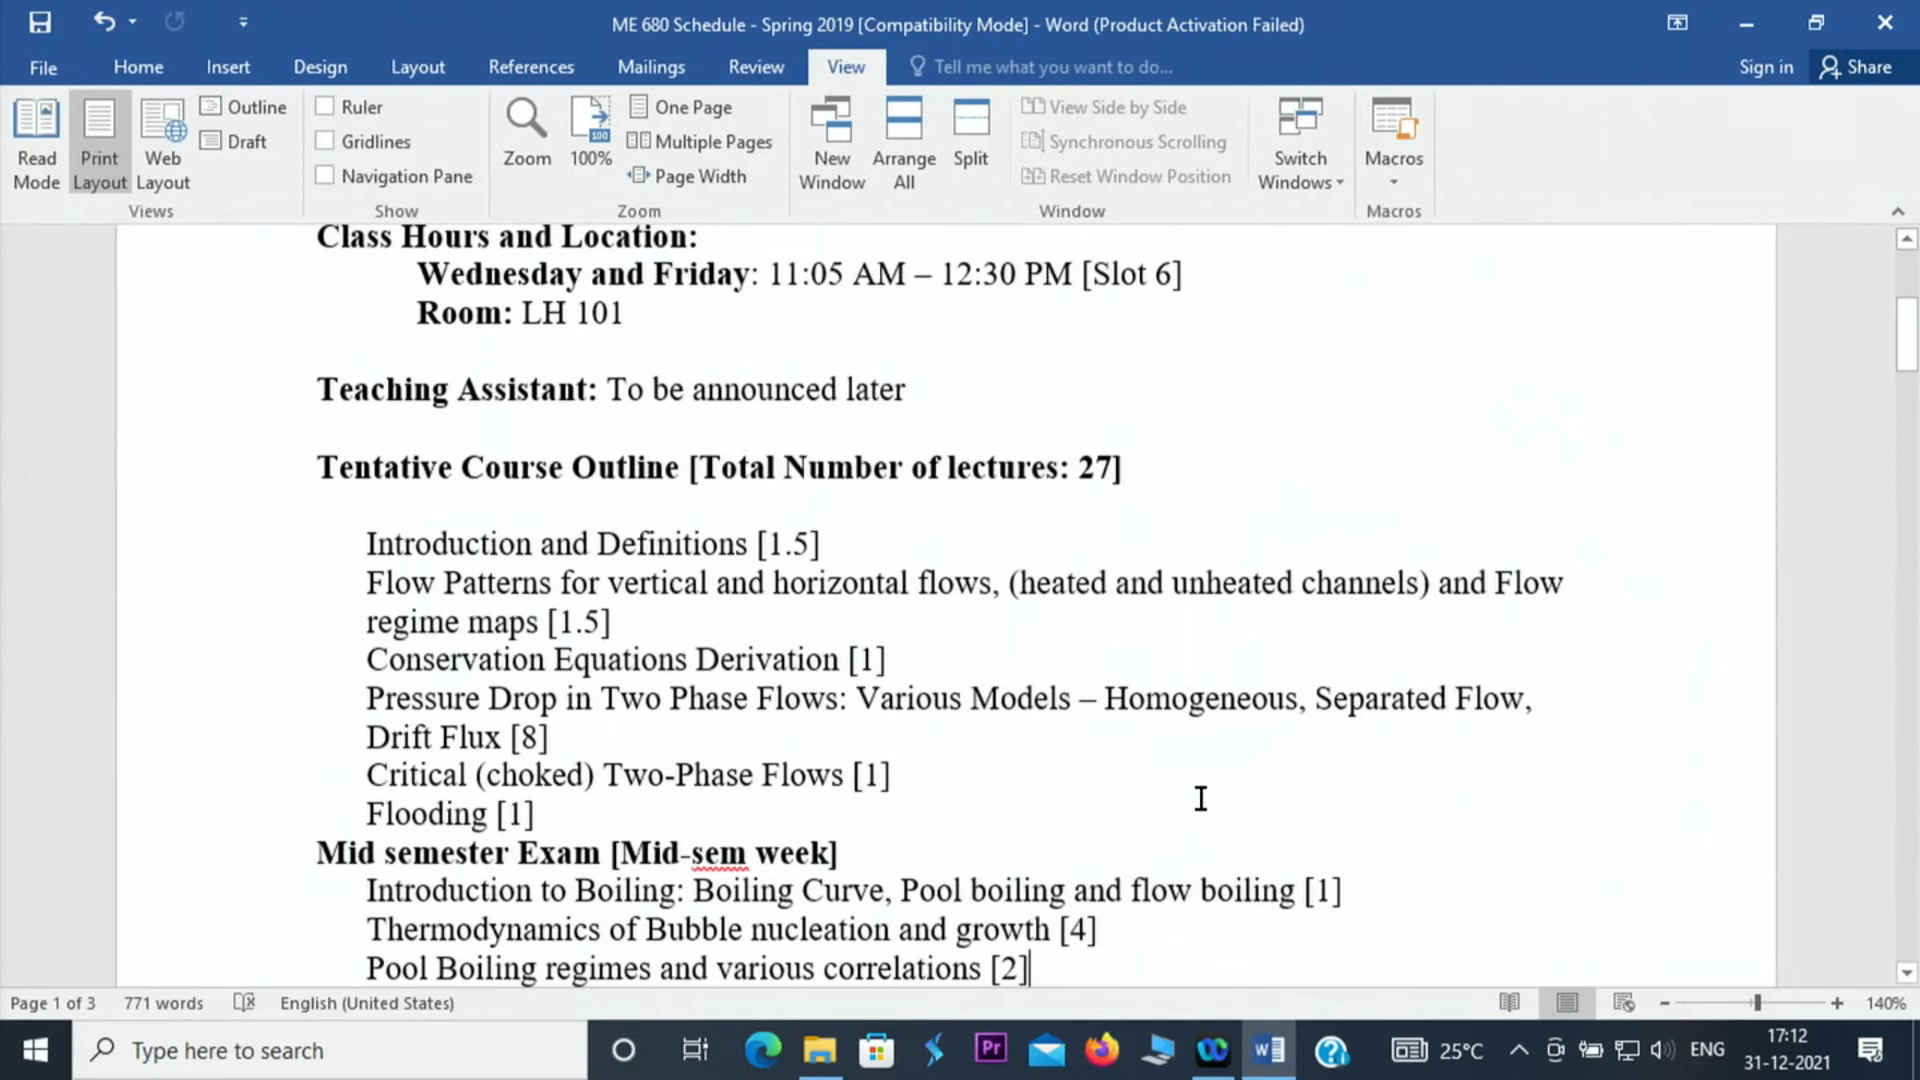 ME 680 Schedule - Spring 2019 [Compatibility Mode] - Word (Product Activation Failed)
File Home Insert Design Layout References Mailings Review View Tell me what you want to do... Sign in Share
Read Mode
Print Layout
Web Layout
Outline
Draft
Views
Ruler
Gridlines
Navigation Pane
Show
Zoom
100%
One Page
Multiple Pages
Page Width
Zoom
New Window
Arrange All
Split
View Side by Side
Synchronous Scrolling
Reset Window Position
Window
Switch Windows
Macros
Macros
Class Hours and Location:
Wednesday and Friday: 11:05 AM – 12:30 PM [Slot 6]
Room: LH 101
Teaching Assistant: To be announced later
Tentative Course Outline [Total Number of lectures: 27]
Introduction and Definitions [1.5]
Flow Patterns for vertical and horizontal flows, (heated and unheated channels) and Flow
regime maps [1.5]
Conservation Equations Derivation [1]
Pressure Drop in Two Phase Flows: Various Models – Homogeneous, Separated Flow,
Drift Flux [8]
Critical (choked) Two-Phase Flows [1]
Flooding [1]
Mid semester Exam [Mid-sem week]
Introduction to Boiling: Boiling Curve, Pool boiling and flow boiling [1]
Thermodynamics of Bubble nucleation and growth [4]
Pool Boiling regimes and various correlations [2]
Page 1 of 3 771 words English (United States) 140%
Type here to search Pr 25°C ENG 17:12
31-12-2021